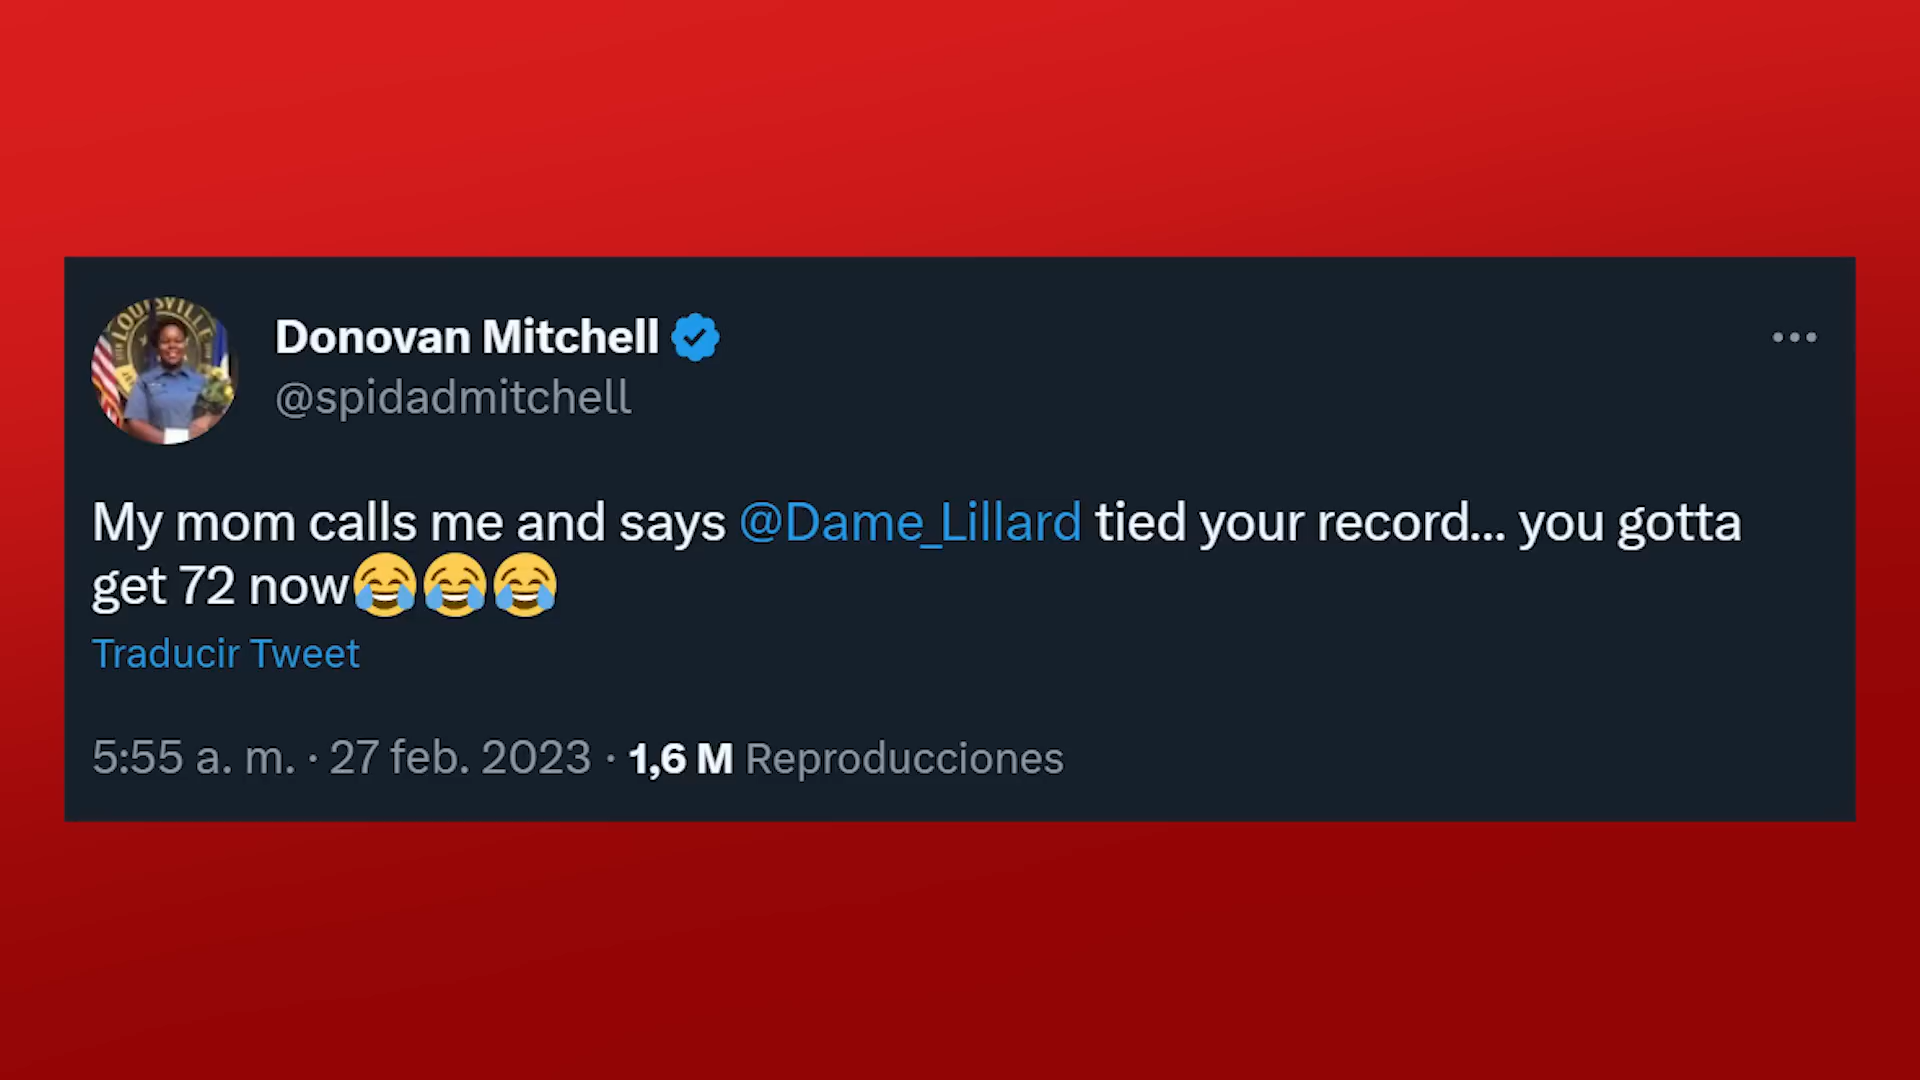 LOUISVILLE
Donovan Mitchell
@spidadmitchell
My mom calls me and says @Dame_Lillard tied your record... you gotta
get 72 now😂😂😂
Traducir Tweet
5:55 a. m. · 27 feb. 2023 · 1,6 M Reproducciones